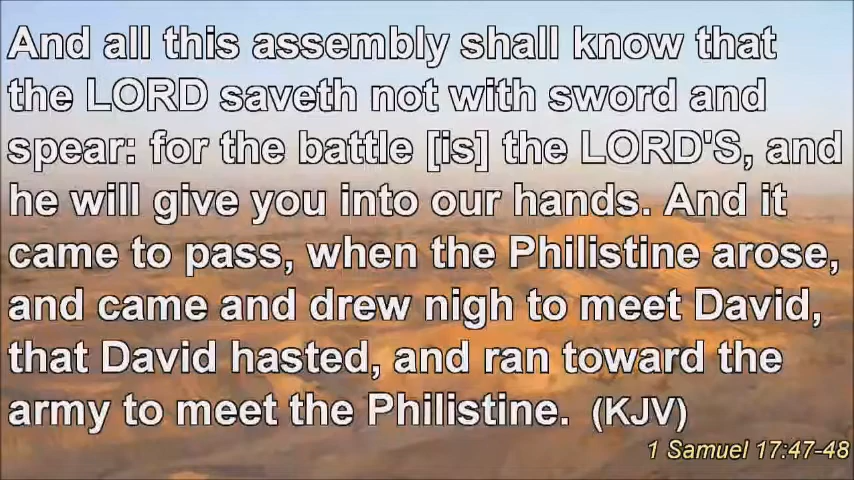 And all this assembly shall know that
the LORD saveth not with sword and
spear: for the battle [is] the LORD'S, and
he will give you into our hands. And it
came to pass, when the Philistine arose,
and came and drew nigh to meet David,
that David hasted, and ran toward the
army to meet the Philistine. (KJV)
1 Samuel 17:47-48